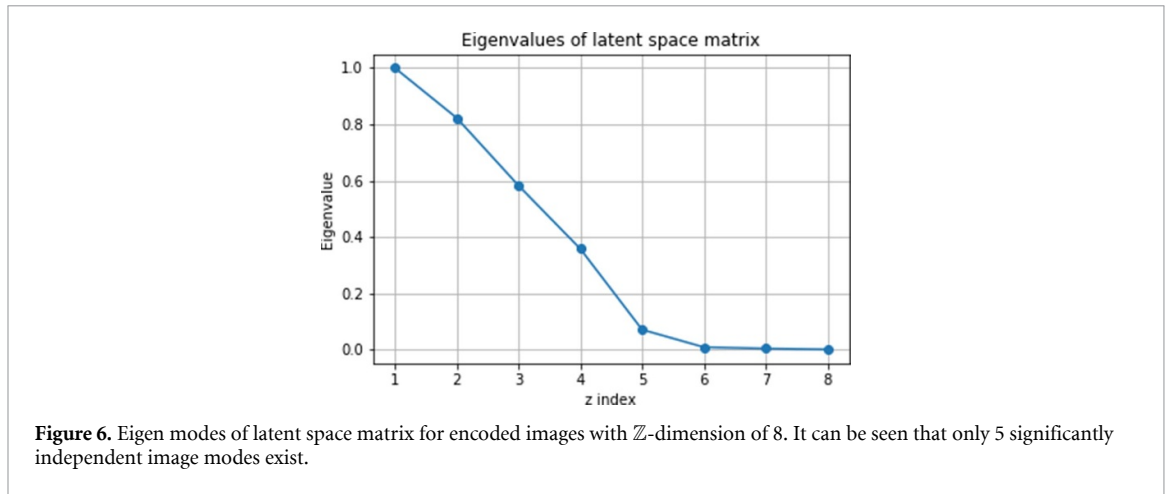 Eigenvalues of latent space matrix
1.0
0.8
0.6
0.4
0.2
0.0
Eigenvalue
1 2 3 4 5 6 7 8
z index
Figure 6. Eigen modes of latent space matrix for encoded images with ℤ-dimension of 8. It can be seen that only 5 significantly
independent image modes exist.